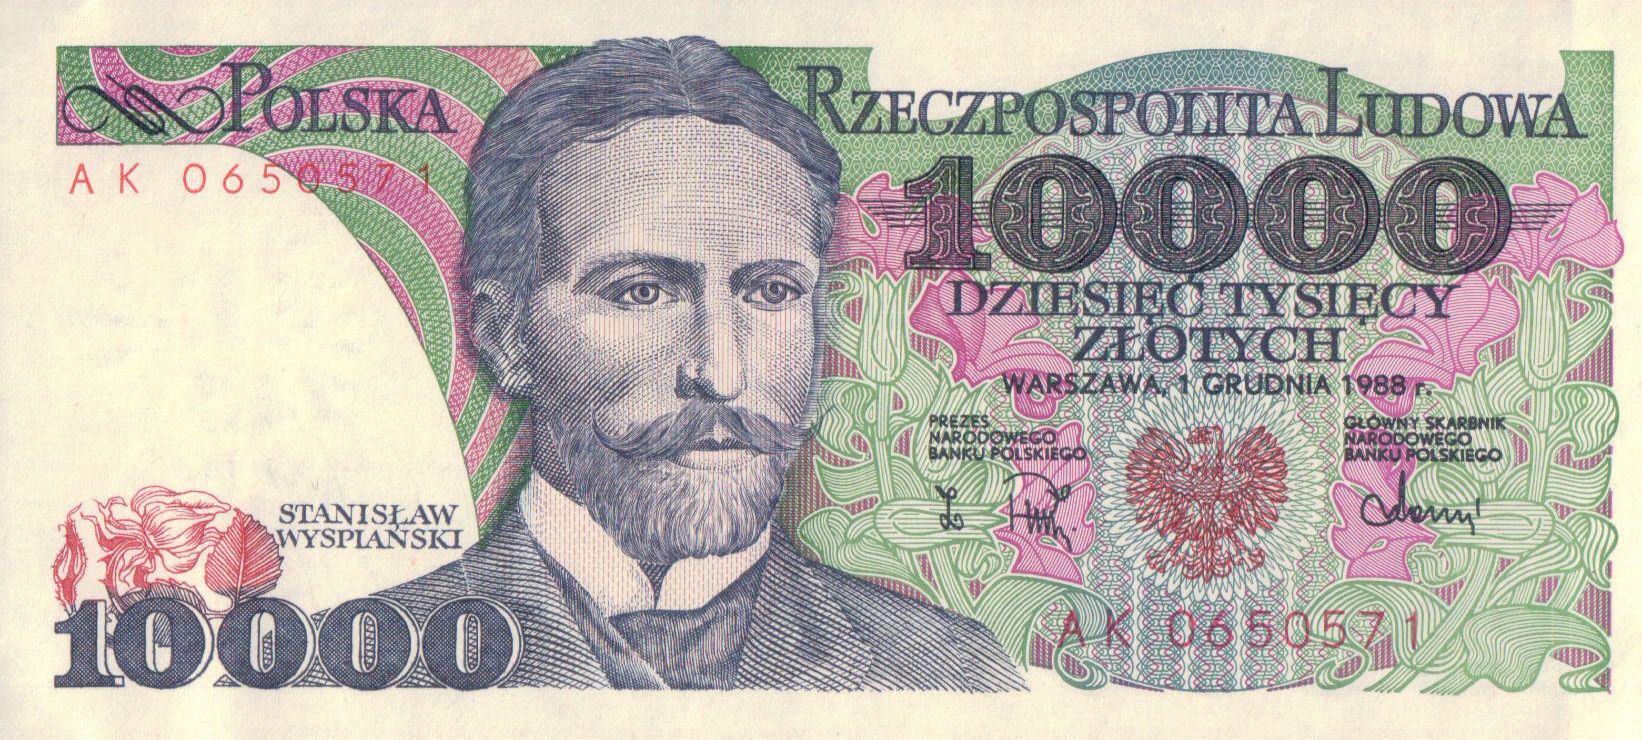 POLSKA RZECZPOSPOLITA LUDOWA
AK 0650571
10000
DZIESIĘĆ TYSIĘCY
ZŁOTYCH
WARSZAWA, 1 GRUDNIA 1988 r.
PREZES
NARODOWEGO
BANKU POLSKIEGO
GŁÓWNY SKARBNIK
NARODOWEGO
BANKU POLSKIEGO
STANISŁAW
WYSPIAŃSKI
10000
AK 0650571